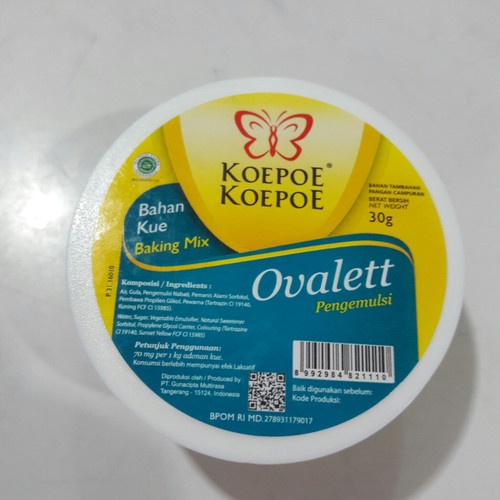 KOEPOE®
KOEPOE
BAHAN TAMBAHAN
PANGAN CAMPURAN
BERAT BERSIH
NET WEIGHT
30g
Bahan
Kue
Baking Mix
Ovalett
Pengemulsi
Komposisi / Ingredients :
Air, Gula, Pengemulsi Nabati, Pemanis Alami Sorbitol,
Pembawa Propilen Glikol, Pewarna (Tartrazin CI 19140,
Kuning FCF CI 15985).
Water, Sugar, Vegetable Emulsifier, Natural Sweetener
Sorbitol, Propylene Glycol Carrier, Colouring (Tartrazine
CI 19140, Sunset Yellow FCF CI 15985)
Petunjuk Penggunaan:
70 mg per 1 kg adonan kue.
Konsumsi berlebih mempunyai efek Laksatif
Diproduksi oleh / Produced by
PT. Gunacipta Multirasa
Tangerang - 15124, Indonesia
8 992984 821110
Baik digunakan sebelum:
Kode Produksi:
BPOM RI MD. 278931179017
P.31.16010